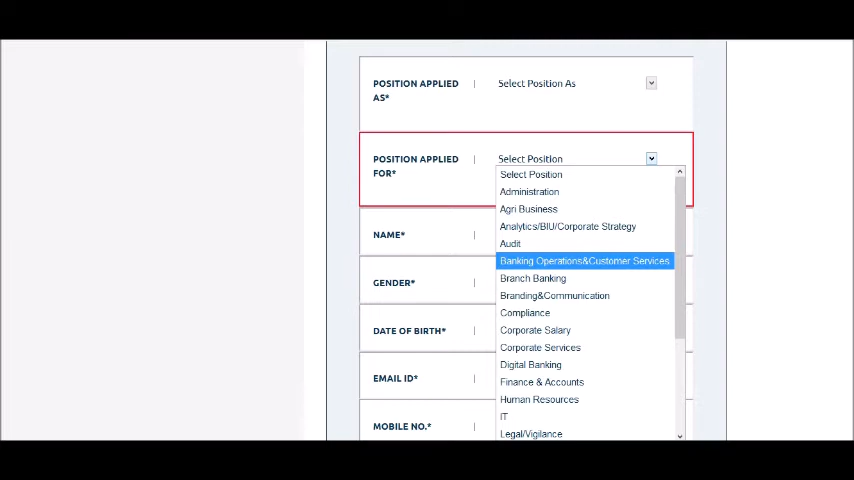 POSITION APPLIED | Select Position As
AS*
POSITION APPLIED | Select Position
FOR*
Select Position
Administration
Agri Business
Analytics/BIU/Corporate Strategy
NAME* |
Audit
Banking Operations&Customer Services
Branch Banking
GENDER* |
Branding&Communication
Compliance
DATE OF BIRTH* | Corporate Salary
Corporate Services
Digital Banking
EMAIL ID* | Finance & Accounts
Human Resources
IT
MOBILE NO.* | Legal/Vigilance